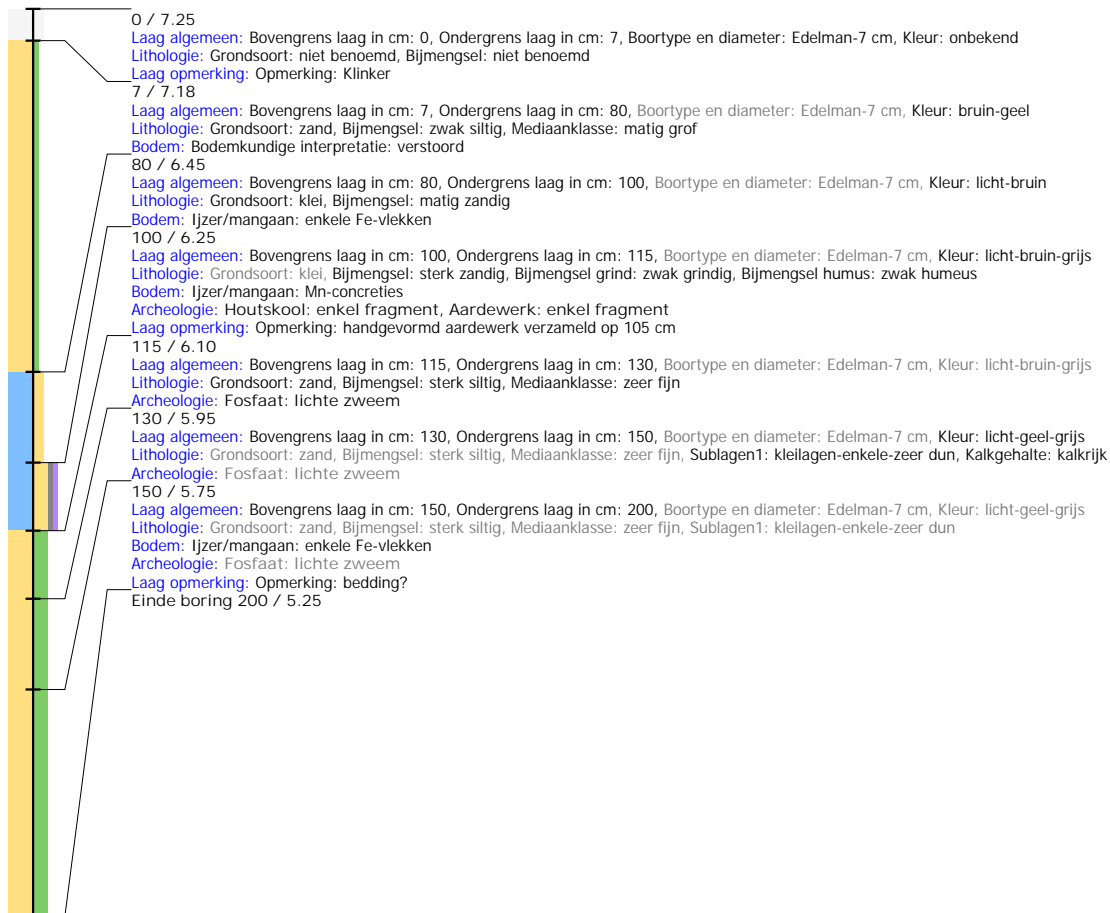 0 / 7.25
Laag algemeen: Bovengrens laag in cm: 0, Ondergrens laag in cm: 7, Boortype en diameter: Edelman-7 cm, Kleur: onbekend
Lithologie: Grondsoort: niet benoemd, Bijmengsel: niet benoemd
Laag opmerking: Opmerking: Klinker
7 / 7.18
Laag algemeen: Bovengrens laag in cm: 7, Ondergrens laag in cm: 80, Boortype en diameter: Edelman-7 cm, Kleur: bruin-geel
Lithologie: Grondsoort: zand, Bijmengsel: zwak siltig, Mediaanklasse: matig grof
Bodem: Bodemkundige interpretatie: verstoord
80 / 6.45
Laag algemeen: Bovengrens laag in cm: 80, Ondergrens laag in cm: 100, Boortype en diameter: Edelman-7 cm, Kleur: licht-bruin
Lithologie: Grondsoort: klei, Bijmengsel: matig zandig
Bodem: Ijzer/mangaan: enkele Fe-vlekken
100 / 6.25
Laag algemeen: Bovengrens laag in cm: 100, Ondergrens laag in cm: 115, Boortype en diameter: Edelman-7 cm, Kleur: licht-bruin-grijs
Lithologie: Grondsoort: klei, Bijmengsel: sterk zandig, Bijmengsel grind: zwak grindig, Bijmengsel humus: zwak humeus
Bodem: Ijzer/mangaan: Mn-concreties
Archeologie: Houtskool: enkel fragment, Aardewerk: enkel fragment
Laag opmerking: Opmerking: handgevormd aardewerk verzameld op 105 cm
115 / 6.10
Laag algemeen: Bovengrens laag in cm: 115, Ondergrens laag in cm: 130, Boortype en diameter: Edelman-7 cm, Kleur: licht-bruin-grijs
Lithologie: Grondsoort: zand, Bijmengsel: sterk siltig, Mediaanklasse: zeer fijn
Archeologie: Fosfaat: lichte zweem
130 / 5.95
Laag algemeen: Bovengrens laag in cm: 130, Ondergrens laag in cm: 150, Boortype en diameter: Edelman-7 cm, Kleur: licht-geel-grijs
Lithologie: Grondsoort: zand, Bijmengsel: sterk siltig, Mediaanklasse: zeer fijn, Sublagen1: kleilagen-enkele-zeer dun, Kalkgehalte: kalkrijk
Archeologie: Fosfaat: lichte zweem
150 / 5.75
Laag algemeen: Bovengrens laag in cm: 150, Ondergrens laag in cm: 200, Boortype en diameter: Edelman-7 cm, Kleur: licht-geel-grijs
Lithologie: Grondsoort: zand, Bijmengsel: sterk siltig, Mediaanklasse: zeer fijn, Sublagen1: kleilagen-enkele-zeer dun
Bodem: Ijzer/mangaan: enkele Fe-vlekken
Archeologie: Fosfaat: lichte zweem
Laag opmerking: Opmerking: bedding?
Einde boring 200 / 5.25